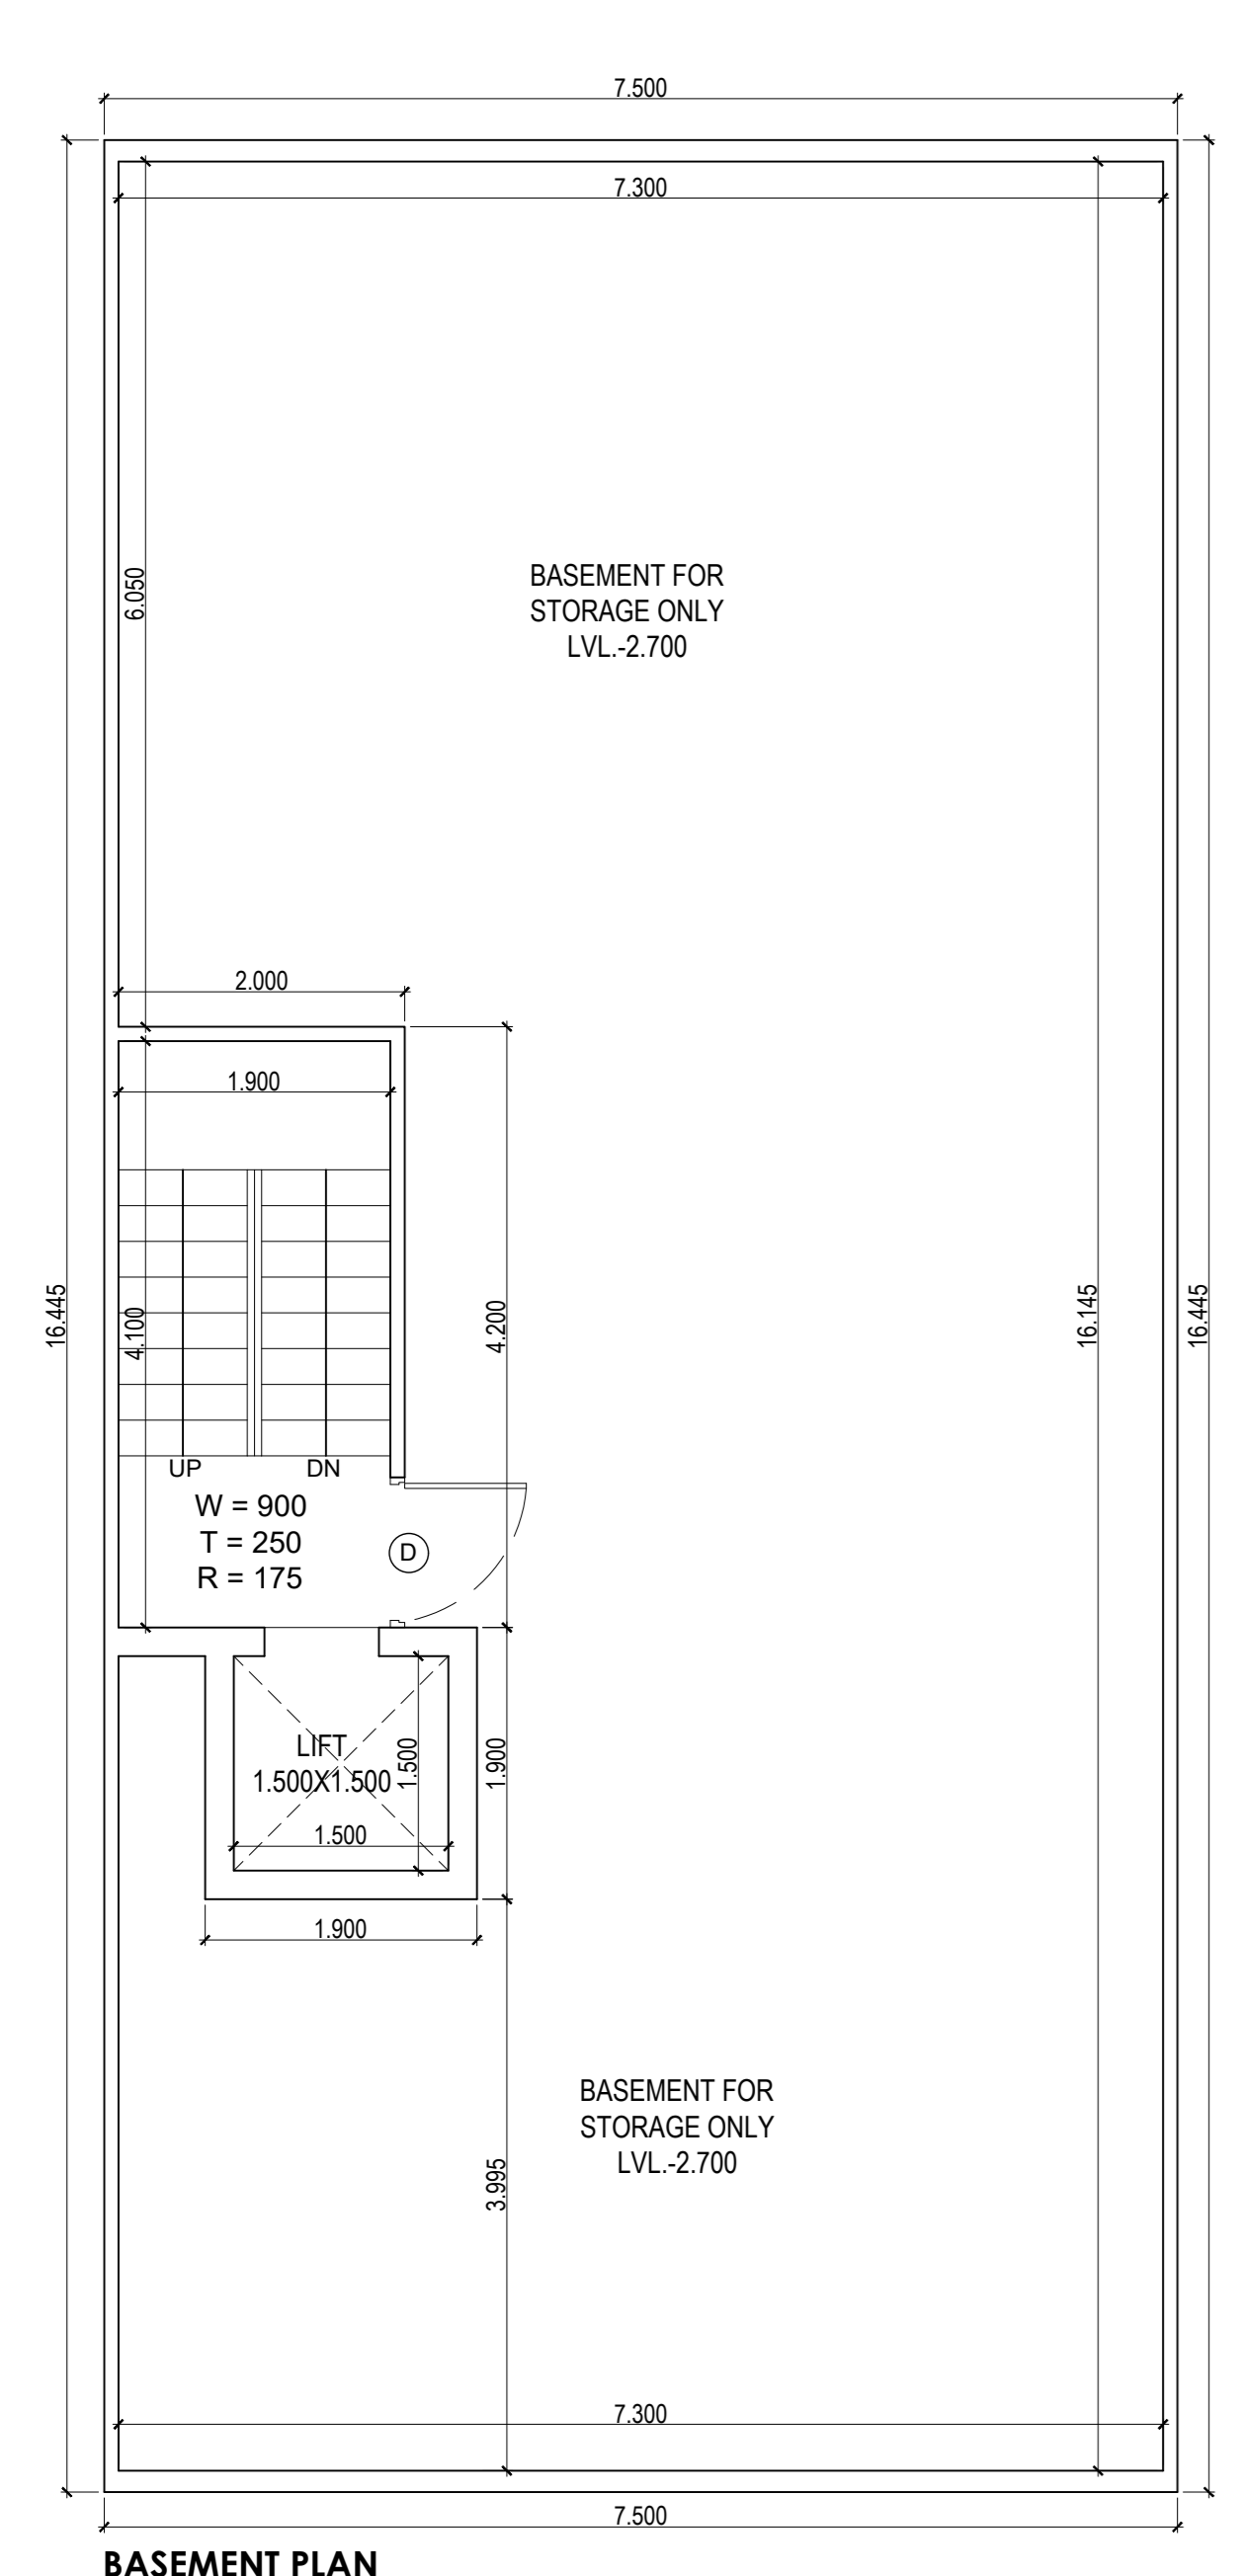 7.500
7.300
BASEMENT FOR
STORAGE ONLY
LVL.-2.700
6.050
2.000
1.900
16.445
4.100
4.200
16.145
16.445
UP
DN
W = 900
T = 250
R = 175
D
LIFT
1.500X1.500
1.500
1.900
1.500
1.900
BASEMENT FOR
STORAGE ONLY
LVL.-2.700
3.995
7.300
7.500
BASEMENT PLAN